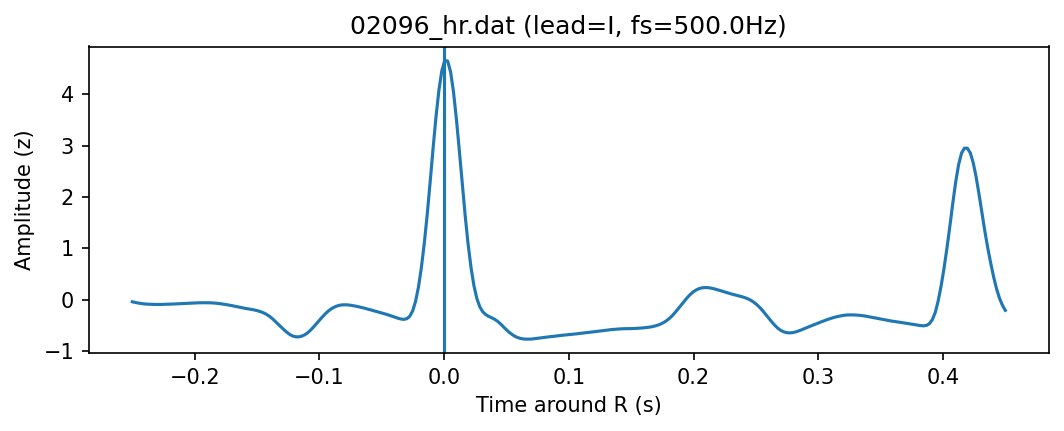 02096_hr.dat (lead=I, fs=500.0Hz)
Amplitude (z)
4
3
2
1
0
−1
−0.2 −0.1 0.0 0.1 0.2 0.3 0.4
Time around R (s)